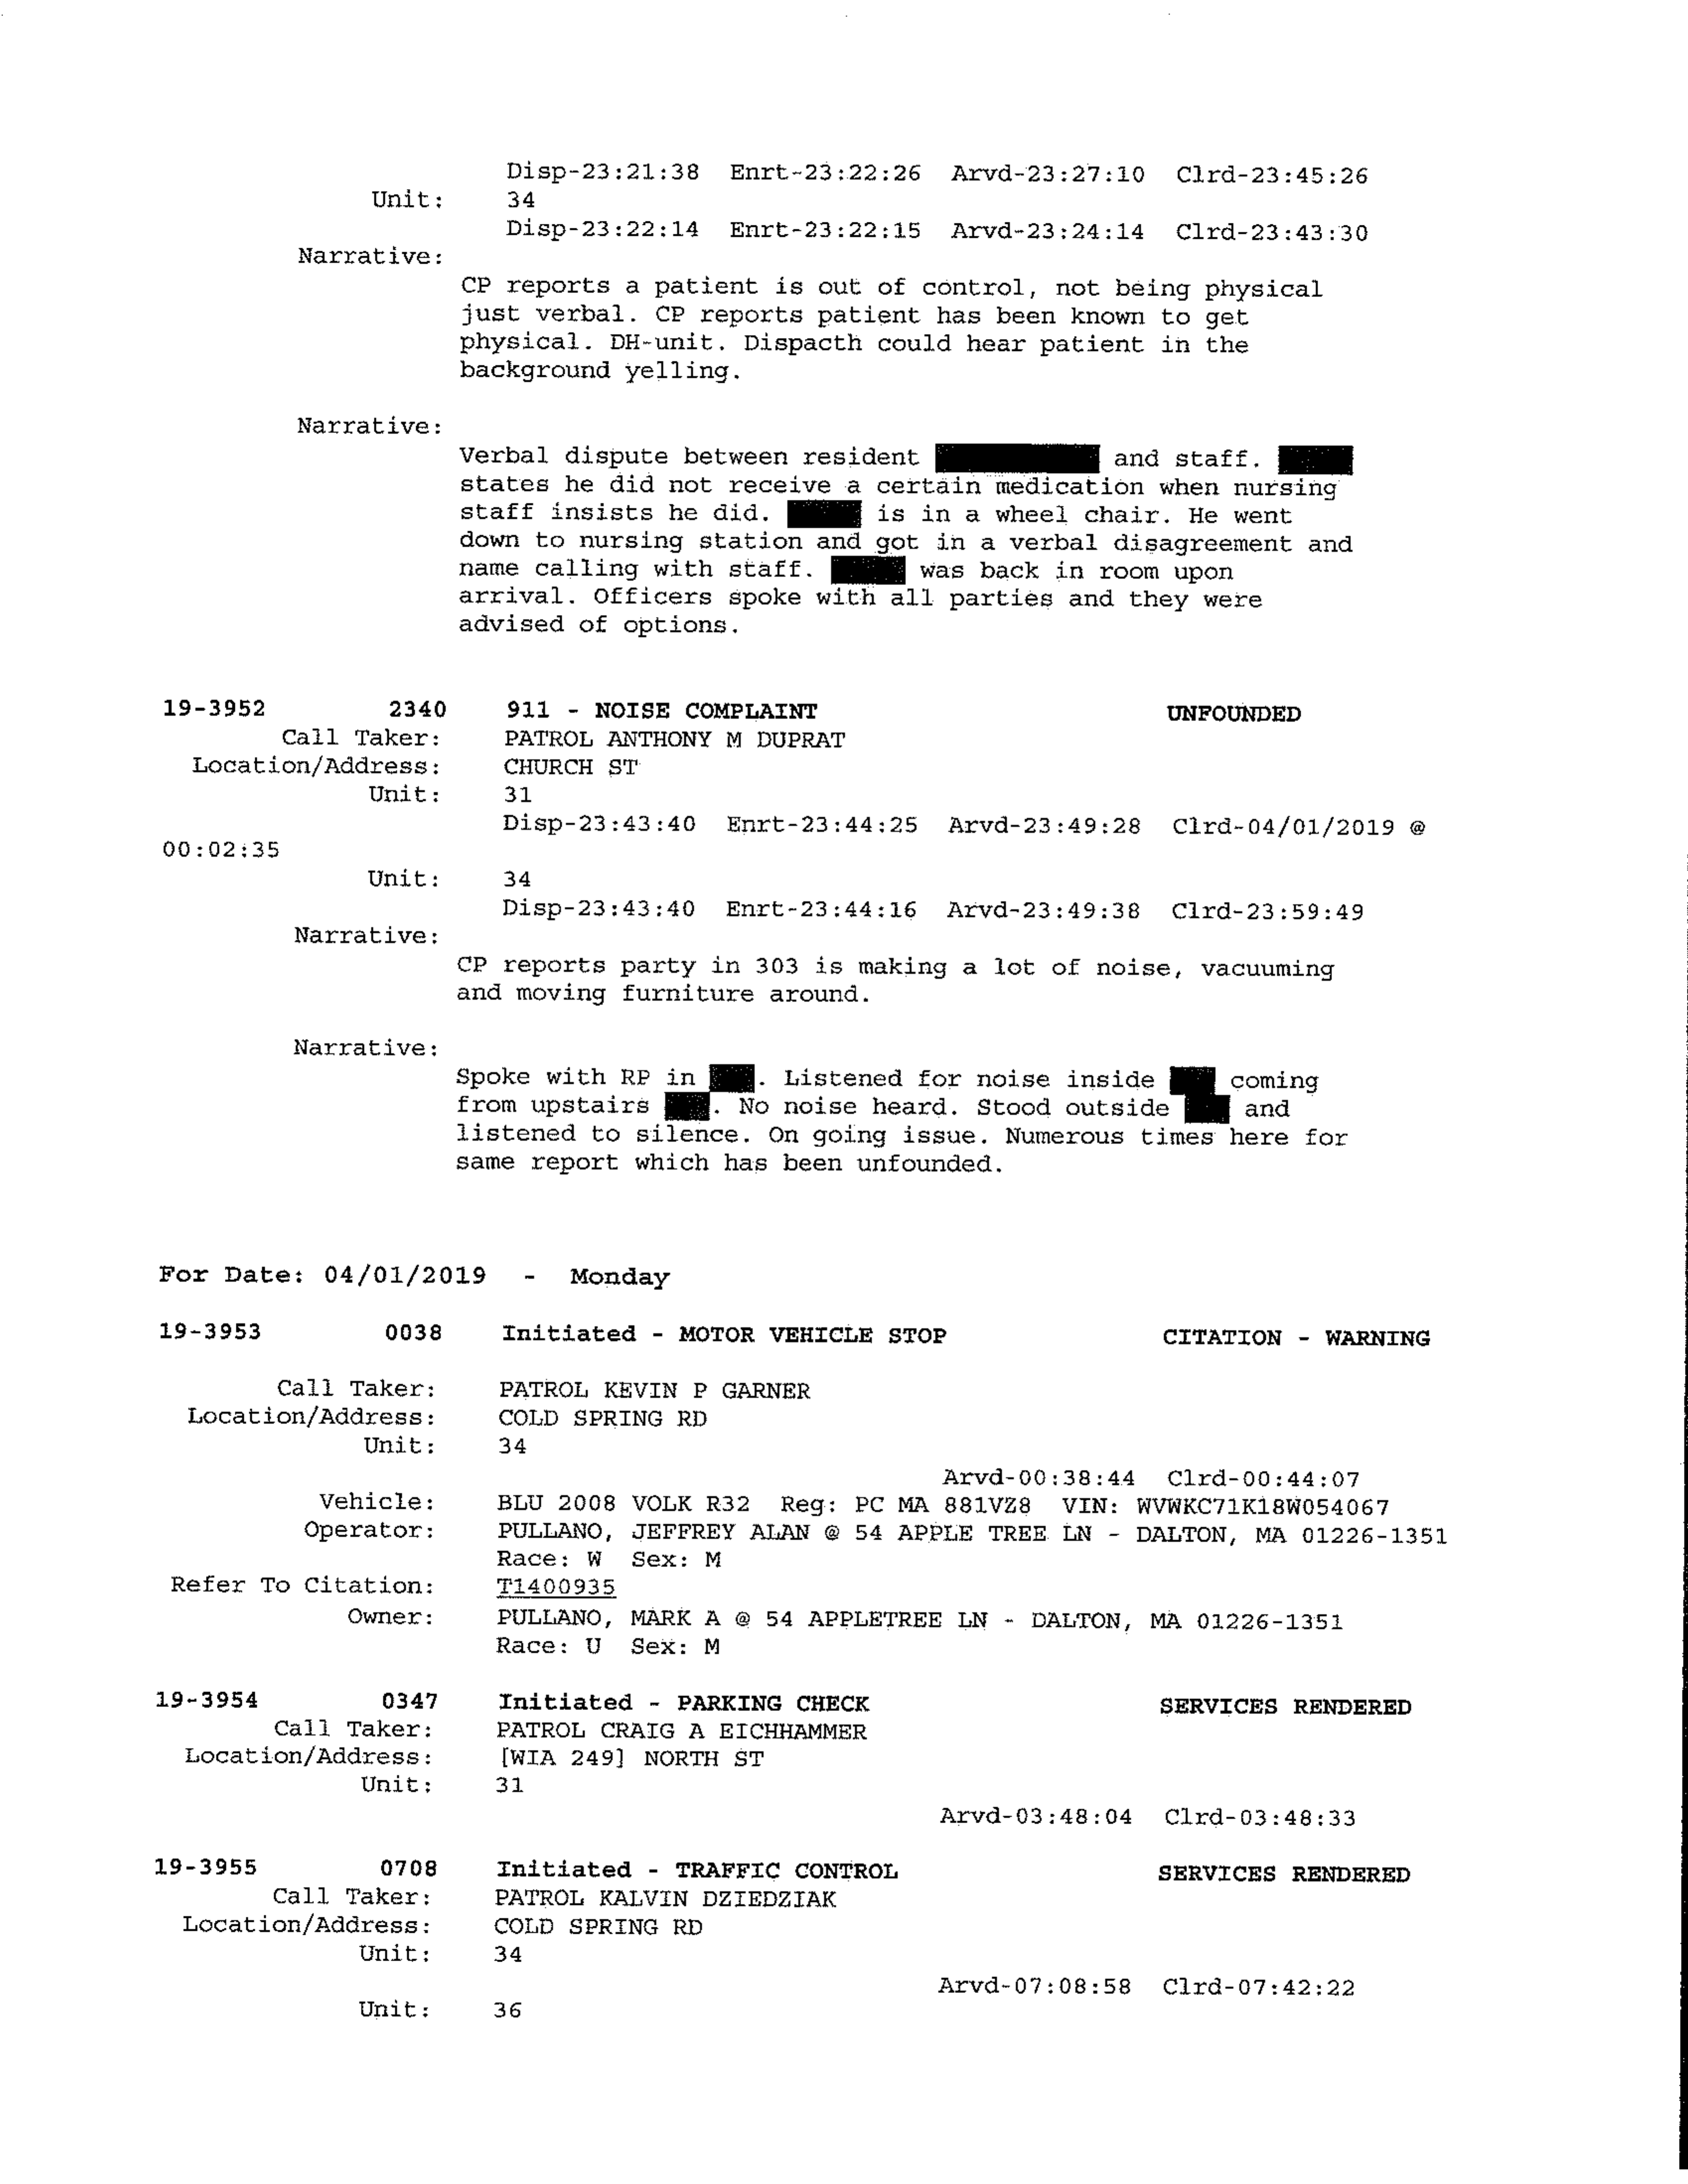 Disp-23:21:38 Enrt-23:22:26 Arvd-23:27:10 Clrd-23:45:26
Unit: 34
Disp-23:22:14 Enrt-23:22:15 Arvd-23:24:14 Clrd-23:43:30
Narrative:
CP reports a patient is out of control, not being physical
just verbal. CP reports patient has been known to get
physical. DH-unit. Dispacth could hear patient in the
background yelling.
Narrative:
Verbal dispute between resident and staff.
states he did not receive a certain medication when nursing
staff insists he did. is in a wheel chair. He went
down to nursing station and got in a verbal disagreement and
name calling with staff. was back in room upon
arrival. Officers spoke with all parties and they were
advised of options.
19-3952 2340 911 - NOISE COMPLAINT UNFOUNDED
Call Taker: PATROL ANTHONY M DUPRAT
Location/Address: CHURCH ST
Unit: 31
Disp-23:43:40 Enrt-23:44:25 Arvd-23:49:28 Clrd-04/01/2019 @
00:02:35
Unit: 34
Disp-23:43:40 Enrt-23:44:16 Arvd-23:49:38 Clrd-23:59:49
Narrative:
CP reports party in 303 is making a lot of noise, vacuuming
and moving furniture around.
Narrative:
Spoke with RP in . Listened for noise inside coming
from upstairs . No noise heard. Stood outside and
listened to silence. On going issue. Numerous times here for
same report which has been unfounded.
For Date: 04/01/2019 - Monday
19-3953 0038 Initiated - MOTOR VEHICLE STOP CITATION - WARNING
Call Taker: PATROL KEVIN P GARNER
Location/Address: COLD SPRING RD
Unit: 34
Arvd-00:38:44 Clrd-00:44:07
Vehicle: BLU 2008 VOLK R32 Reg: PC MA 881VZ8 VIN: WVWKC71K18W054067
Operator: PULLANO, JEFFREY ALAN @ 54 APPLE TREE LN - DALTON, MA 01226-1351
Race: W Sex: M
Refer To Citation: T1400935
Owner: PULLANO, MARK A @ 54 APPLETREE LN - DALTON, MA 01226-1351
Race: U Sex: M
19-3954 0347 Initiated - PARKING CHECK SERVICES RENDERED
Call Taker: PATROL CRAIG A EICHHAMMER
Location/Address: [WIA 249] NORTH ST
Unit: 31
Arvd-03:48:04 Clrd-03:48:33
19-3955 0708 Initiated - TRAFFIC CONTROL SERVICES RENDERED
Call Taker: PATROL KALVIN DZIEDZIAK
Location/Address: COLD SPRING RD
Unit: 34
Arvd-07:08:58 Clrd-07:42:22
Unit: 36